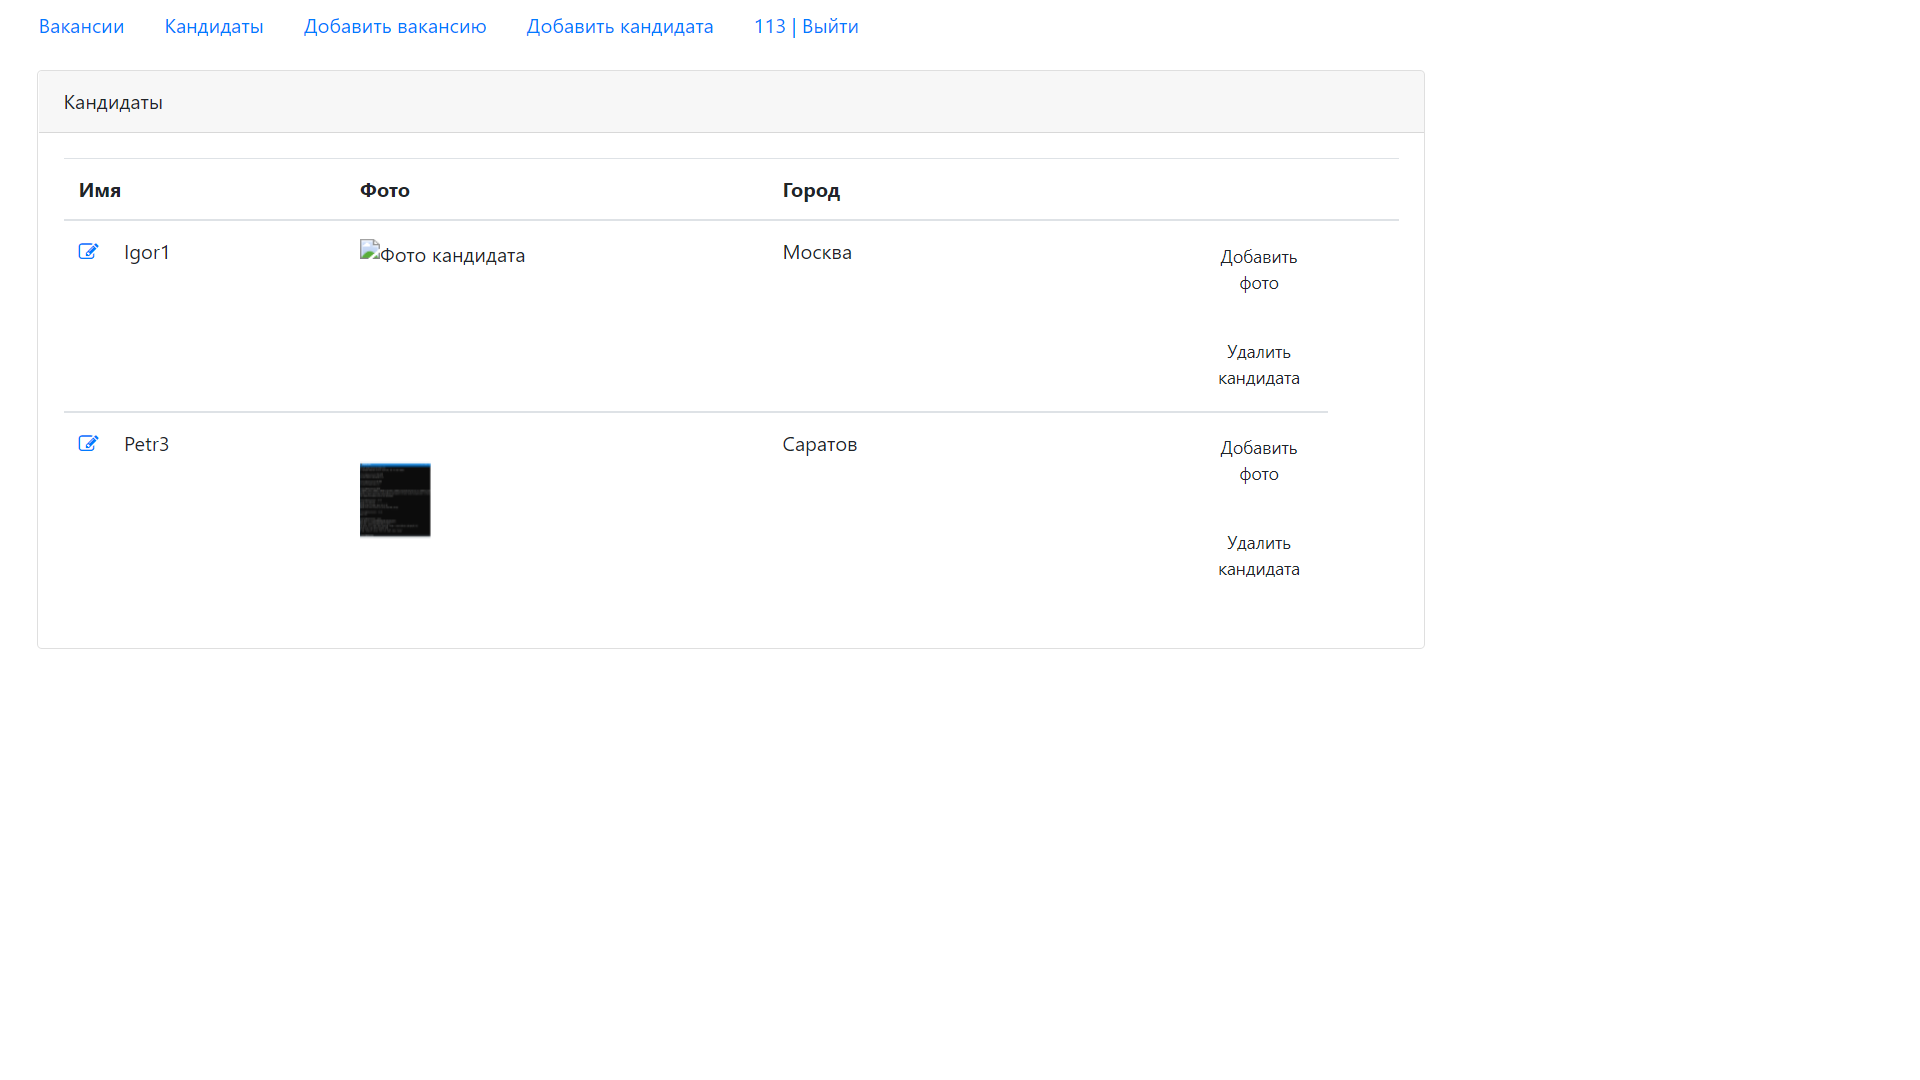 Вакансии Кандидаты Добавить вакансию Добавить кандидата 113 | Выйти
Кандидаты
Имя Фото Город
Igor1 Фото кандидата Москва Добавить
фото
Удалить
кандидата
Petr3 Саратов Добавить
фото
Удалить
кандидата